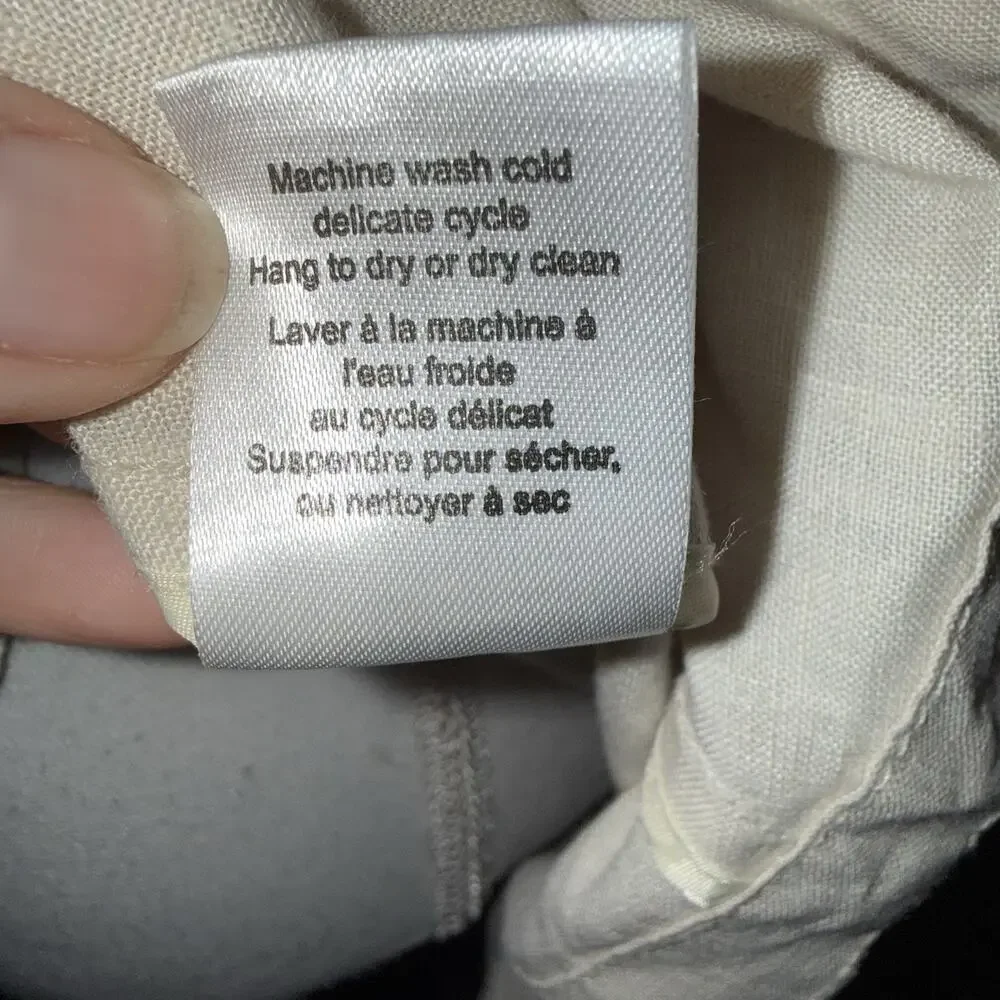 Machine wash cold
delicate cycle
Hang to dry or dry clean
Laver à la machine à
l'eau froide
au cycle délicat
Suspendre pour sécher,
ou nettoyer à sec